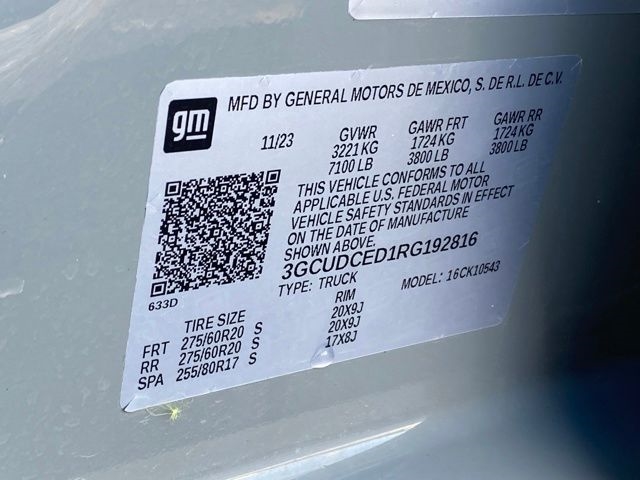 gm
MFD BY GENERAL MOTORS DE MEXICO, S. DE R.L. DE C.V.
11/23 GVWR GAWR FRT GAWR RR
3221 KG 1724 KG 1724 KG
7100 LB 3800 LB 3800 LB
THIS VEHICLE CONFORMS TO ALL
APPLICABLE U.S. FEDERAL MOTOR
VEHICLE SAFETY STANDARDS IN EFFECT
ON THE DATE OF MANUFACTURE
SHOWN ABOVE.
3GCUDCED1RG192816
633D
TYPE: TRUCK MODEL: 16CK10543
TIRE SIZE RIM
FRT 275/60R20 S 20X9J
RR 275/60R20 S 20X9J
SPA 255/80R17 S 17X8J